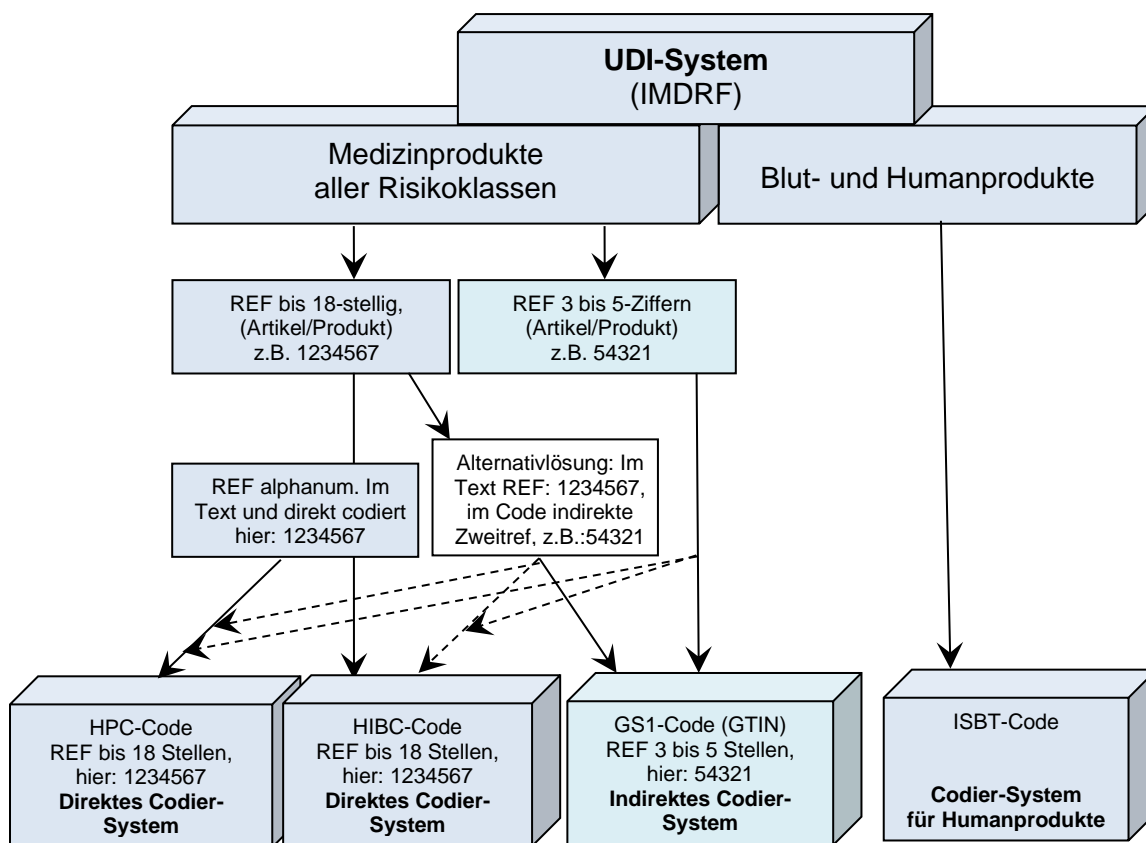 UDI-System
(IMDRF)
Medizinprodukte
aller Risikoklassen
Blut- und Humanprodukte
REF bis 18-stellig,
(Artikel/Produkt)
z.B. 1234567
REF 3 bis 5-Ziffern
(Artikel/Produkt)
z.B. 54321
REF alphanum. Im
Text und direkt codiert
hier: 1234567
Alternativlösung: Im
Text REF: 1234567,
im Code indirekte
Zweitref, z.B.:54321
HPC-Code
REF bis 18 Stellen,
hier: 1234567
Direktes Codier-
System
HIBC-Code
REF bis 18 Stellen,
hier: 1234567
Direktes Codier-
System
GS1-Code (GTIN)
REF 3 bis 5 Stellen,
hier: 54321
Indirektes Codier-
System
ISBT-Code
Codier-System
für Humanprodukte